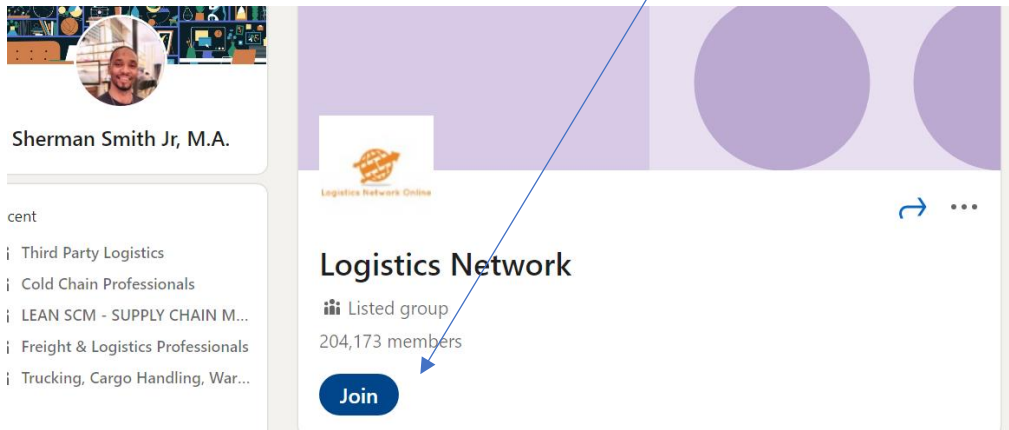 Sherman Smith Jr, M.A.
cent
Third Party Logistics
Cold Chain Professionals
LEAN SCM - SUPPLY CHAIN M...
Freight & Logistics Professionals
Trucking, Cargo Handling, War...
Logistics Network Online
Logistics Network
Listed group
204,173 members
Join